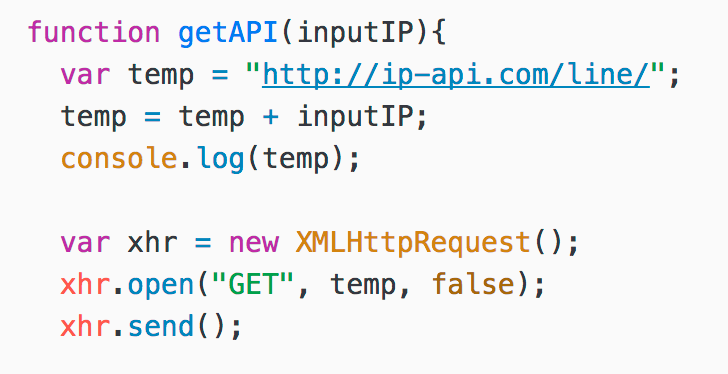 function getAPI(inputIP){
var temp = "http://ip-api.com/line/";
temp = temp + inputIP;
console.log(temp);
var xhr = new XMLHttpRequest();
xhr.open("GET", temp, false);
xhr.send();